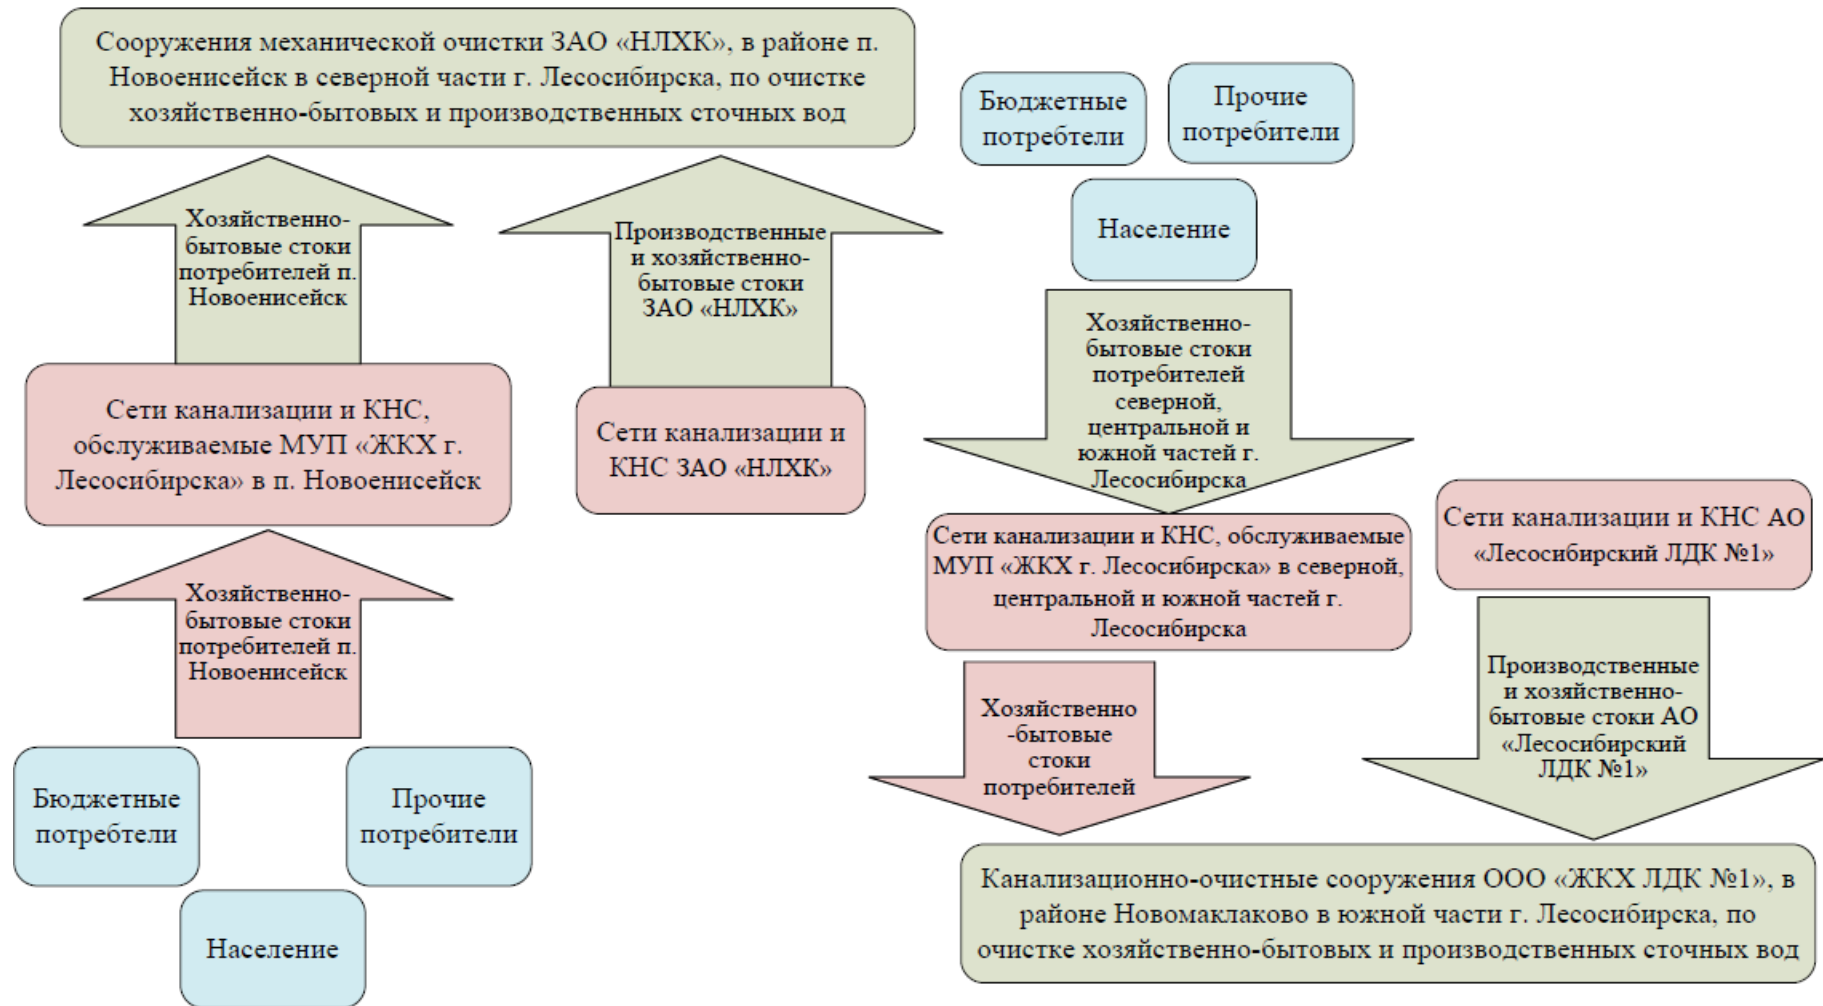 Сооружения механической очистки ЗАО «НЛХК», в районе п.
Новоенисейск в северной части г. Лесосибирска, по очистке
хозяйственно-бытовых и производственных сточных вод
Хозяйственно-
бытовые стоки
потребителей п.
Новоенисейск
Производственные
и хозяйственно-
бытовые стоки
ЗАО «НЛХК»
Сети канализации и КНС,
обслуживаемые МУП «ЖКХ г.
Лесосибирска» в п. Новоенисейск
Сети канализации и
КНС ЗАО «НЛХК»
Хозяйственно-
бытовые стоки
потребителей п.
Новоенисейск
Бюджетные
потребтели
Прочие
потребители
Население
Бюджетные
потребтели
Прочие
потребители
Население
Хозяйственно-
бытовые стоки
потребителей
северной,
центральной и
южной частей г.
Лесосибирска
Сети канализации и КНС, обслуживаемые
МУП «ЖКХ г. Лесосибирска» в северной,
центральной и южной частей г.
Лесосибирска
Сети канализации и КНС АО
«Лесосибирский ЛДК №1»
Хозяйственно
-бытовые
стоки
потребителей
Производственные
и хозяйственно-
бытовые стоки АО
«Лесосибирский
ЛДК №1»
Канализационно-очистные сооружения ООО «ЖКХ ЛДК №1», в
районе Новомаклаково в южной части г. Лесосибирска, по
очистке хозяйственно-бытовых и производственных сточных вод